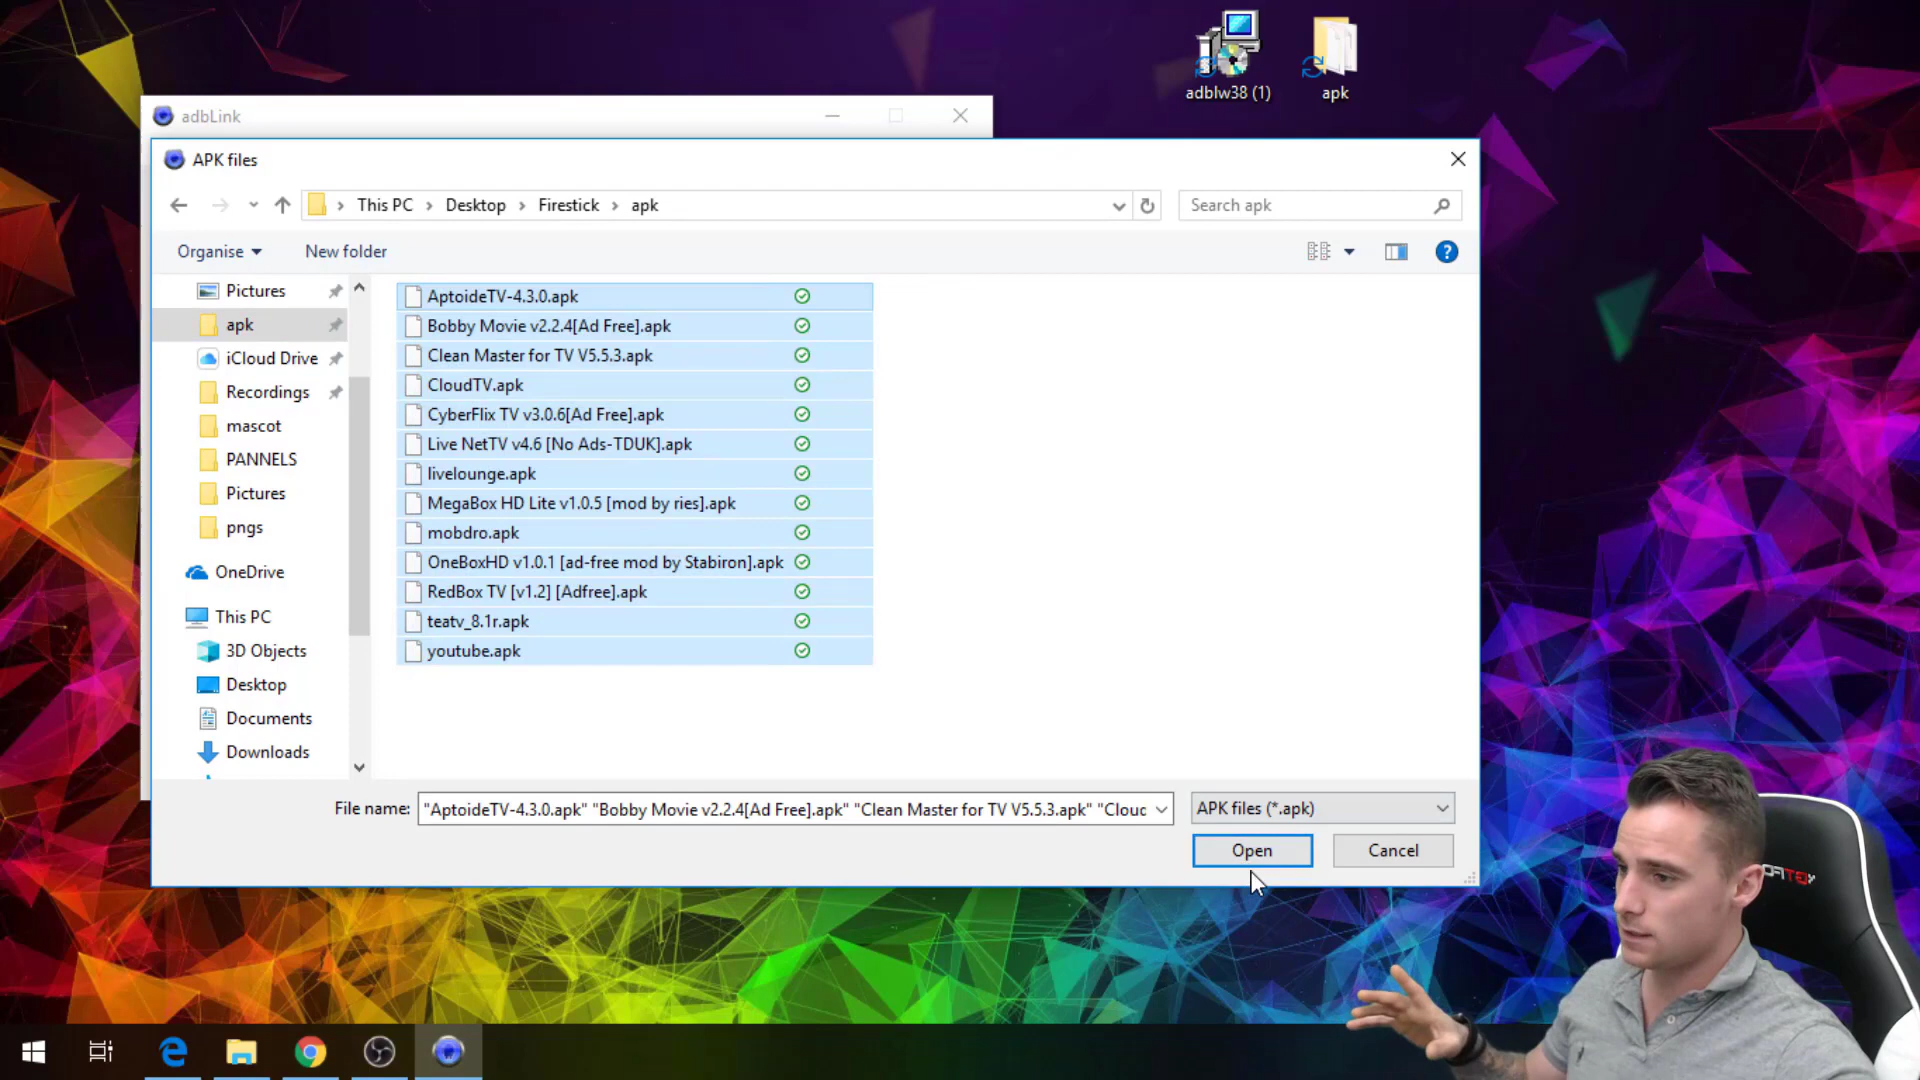 adblw38 (1)
apk
adbLink
APK files
This PC
Desktop
Firestick
apk
Search apk
Organise
New folder
Pictures
apk
iCloud Drive
Recordings
mascot
PANNELS
Pictures
pngs
OneDrive
This PC
3D Objects
Desktop
Documents
Downloads
AptoideTV-4.3.0.apk
Bobby Movie v2.2.4[Ad Free].apk
Clean Master for TV V5.5.3.apk
CloudTV.apk
CyberFlix TV v3.0.6[Ad Free].apk
Live NetTV v4.6 [No Ads-TDUK].apk
livelounge.apk
MegaBox HD Lite v1.0.5 [mod by ries].apk
mobdro.apk
OneBoxHD v1.0.1 [ad-free mod by Stabiron].apk
RedBox TV [v1.2] [Adfree].apk
teatv_8.1r.apk
youtube.apk
File name:
"AptoideTV-4.3.0.apk" "Bobby Movie v2.2.4[Ad Free].apk" "Clean Master for TV V5.5.3.apk" "Clouc
APK files (*.apk)
Open
Cancel